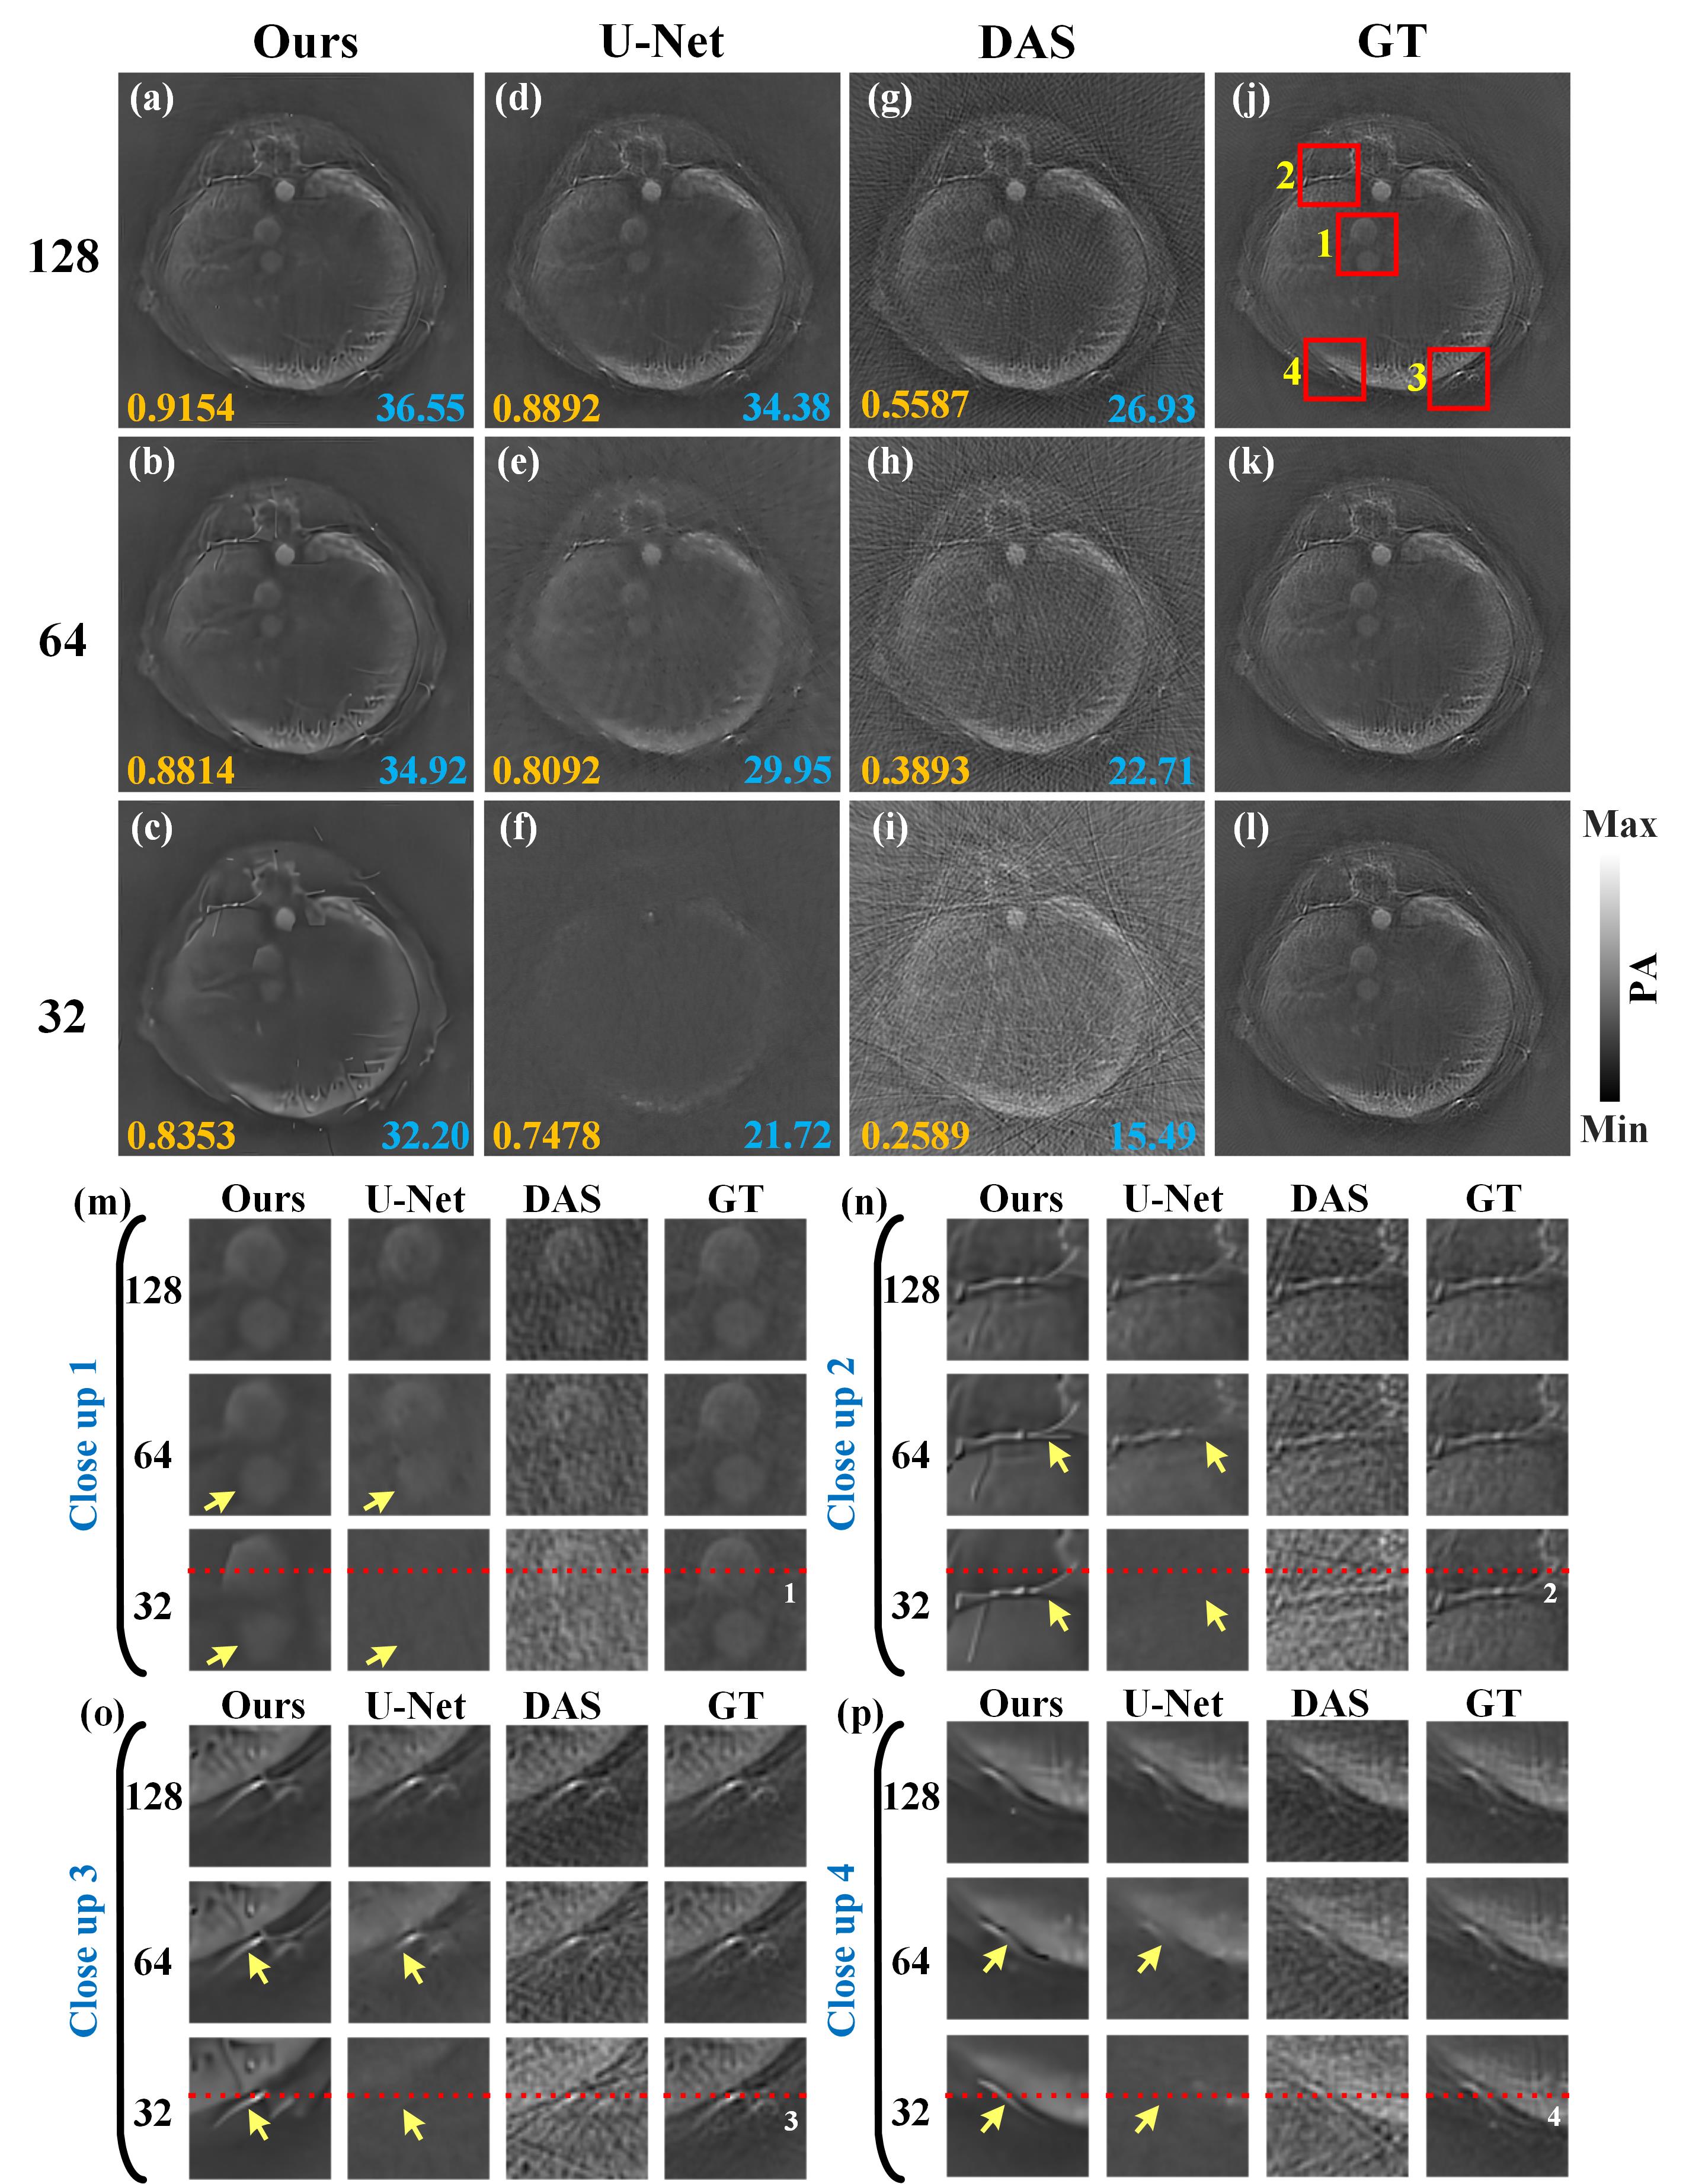 Ours U-Net DAS GT
(a) (d) (g) (j)
2
1
128
4 3
0.9154 36.55 0.8892 34.38 0.5587 26.93
(b) (e) (h) (k)
64
0.8814 34.92 0.8092 29.95 0.3893 22.71
(c) (f) (i) (l)
Max
PA
32
Min
0.8353 32.20 0.7478 21.72 0.2589 15.49
(m) Ours U-Net DAS GT
Close up 1
128
64
32
1
(n) Ours U-Net DAS GT
Close up 2
128
64
32
2
(o) Ours U-Net DAS GT
Close up 3
128
64
32
3
(p) Ours U-Net DAS GT
Close up 4
128
64
32
4